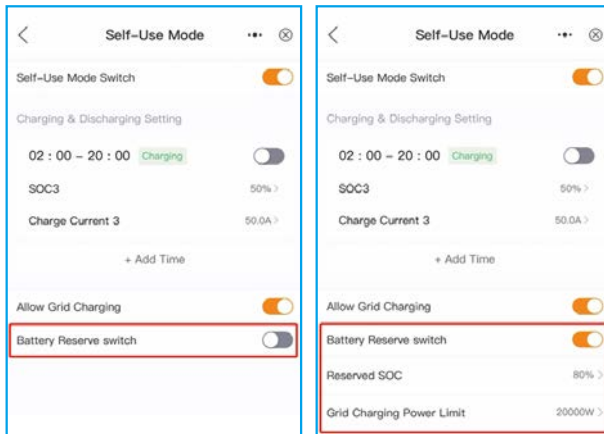 Self-Use Mode
Self-Use Mode Switch
Charging & Discharging Setting
02 : 00 - 20 : 00 Charging
SOC3 50%
Charge Current 3 50.0A
+ Add Time
Allow Grid Charging
Battery Reserve switch
Self-Use Mode
Self-Use Mode Switch
Charging & Discharging Setting
02 : 00 - 20 : 00 Charging
SOC3 50%
Charge Current 3 50.0A
+ Add Time
Allow Grid Charging
Battery Reserve switch
Reserved SOC 80%
Grid Charging Power Limit 20000W